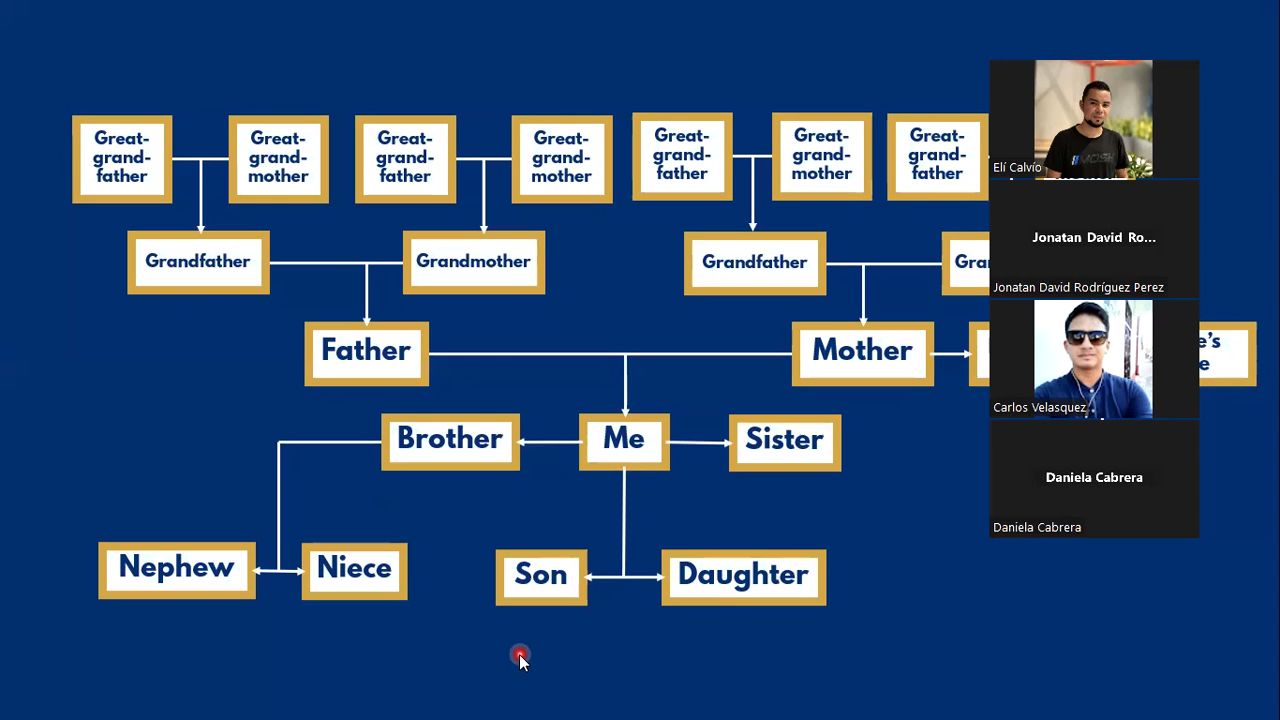 Great-
grand-
father
Great-
grand-
mother
Great-
grand-
father
Great-
grand-
mother
Great-
grand-
father
Great-
grand-
mother
Great-
grand-
father
Grandfather
Grandmother
Grandfather
Gran
Father
Mother
e's
e
Brother
Me
Sister
Nephew
Niece
Son
Daughter
Elí Calvío
Jonatan David Ro...
Jonatan David Rodríguez Perez
Carlos Velasquez
Daniela Cabrera
Daniela Cabrera